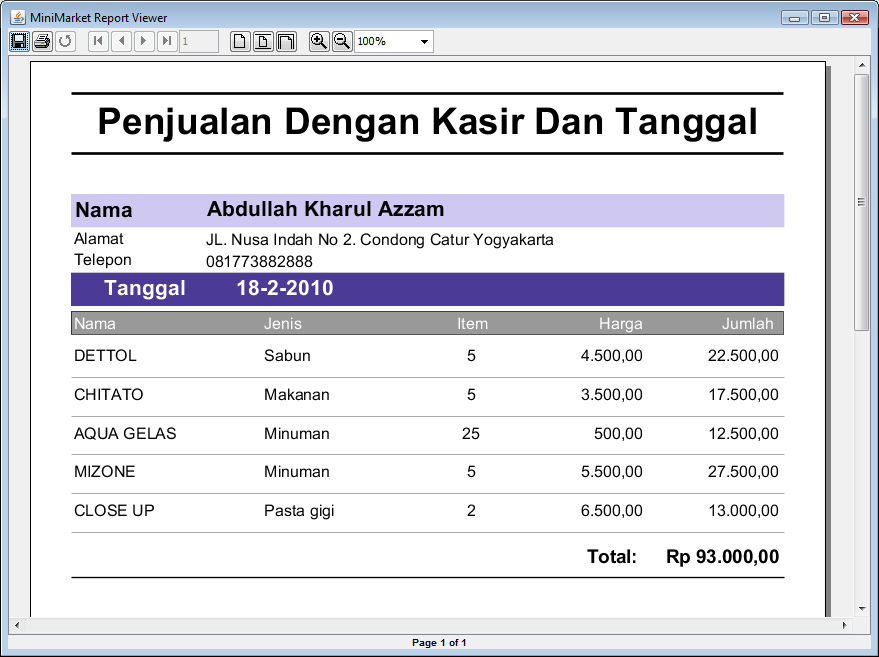 MiniMarket Report Viewer
1 100%
Penjualan Dengan Kasir Dan Tanggal
Nama Abdullah Kharul Azzam
Alamat JL. Nusa Indah No 2. Condong Catur Yogyakarta
Telepon 081773882888
Tanggal 18-2-2010
Nama Jenis Item Harga Jumlah
DETTOL Sabun 5 4.500,00 22.500,00
CHITATO Makanan 5 3.500,00 17.500,00
AQUA GELAS Minuman 25 500,00 12.500,00
MIZONE Minuman 5 5.500,00 27.500,00
CLOSE UP Pasta gigi 2 6.500,00 13.000,00
Total: Rp 93.000,00
Page 1 of 1